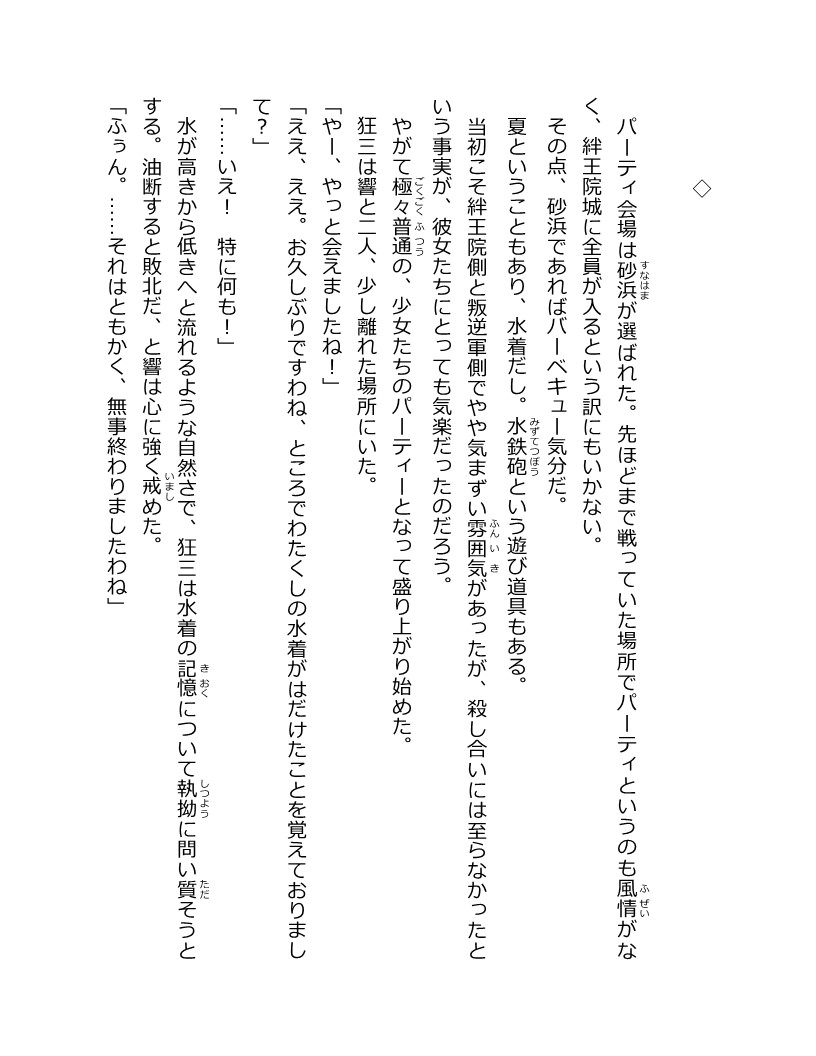 ◇
　パーティ会場は砂浜が選ばれた。先ほどまで戦っていた場所でパーティというのも風情がな
く、絆王院城に全員が入るという訳にもいかない。
　その点、砂浜であればバーベキュー気分だ。
　夏ということもあり、水着だし。水鉄砲という遊び道具もある。
　当初こそ絆王院側と叛逆軍側でやや気まずい雰囲気があったが、殺し合いには至らなかったと
いう事実が、彼女たちにとっても気楽だったのだろう。
　やがて極々普通の、少女たちのパーティーとなって盛り上がり始めた。
　狂三は響と二人、少し離れた場所にいた。
「やー、やっと会えましたね！」
「ええ、ええ。お久しぶりですわね、ところでわたくしの水着がはだけたことを覚えておりまし
て？」
「……いえ！　特に何も！」
　水が高きから低きへと流れるような自然さで、狂三は水着の記憶について執拗に問い質そうと
する。油断すると敗北だ、と響は心に強く戒めた。
「ふぅん。……それはともかく、無事終わりましたわね」